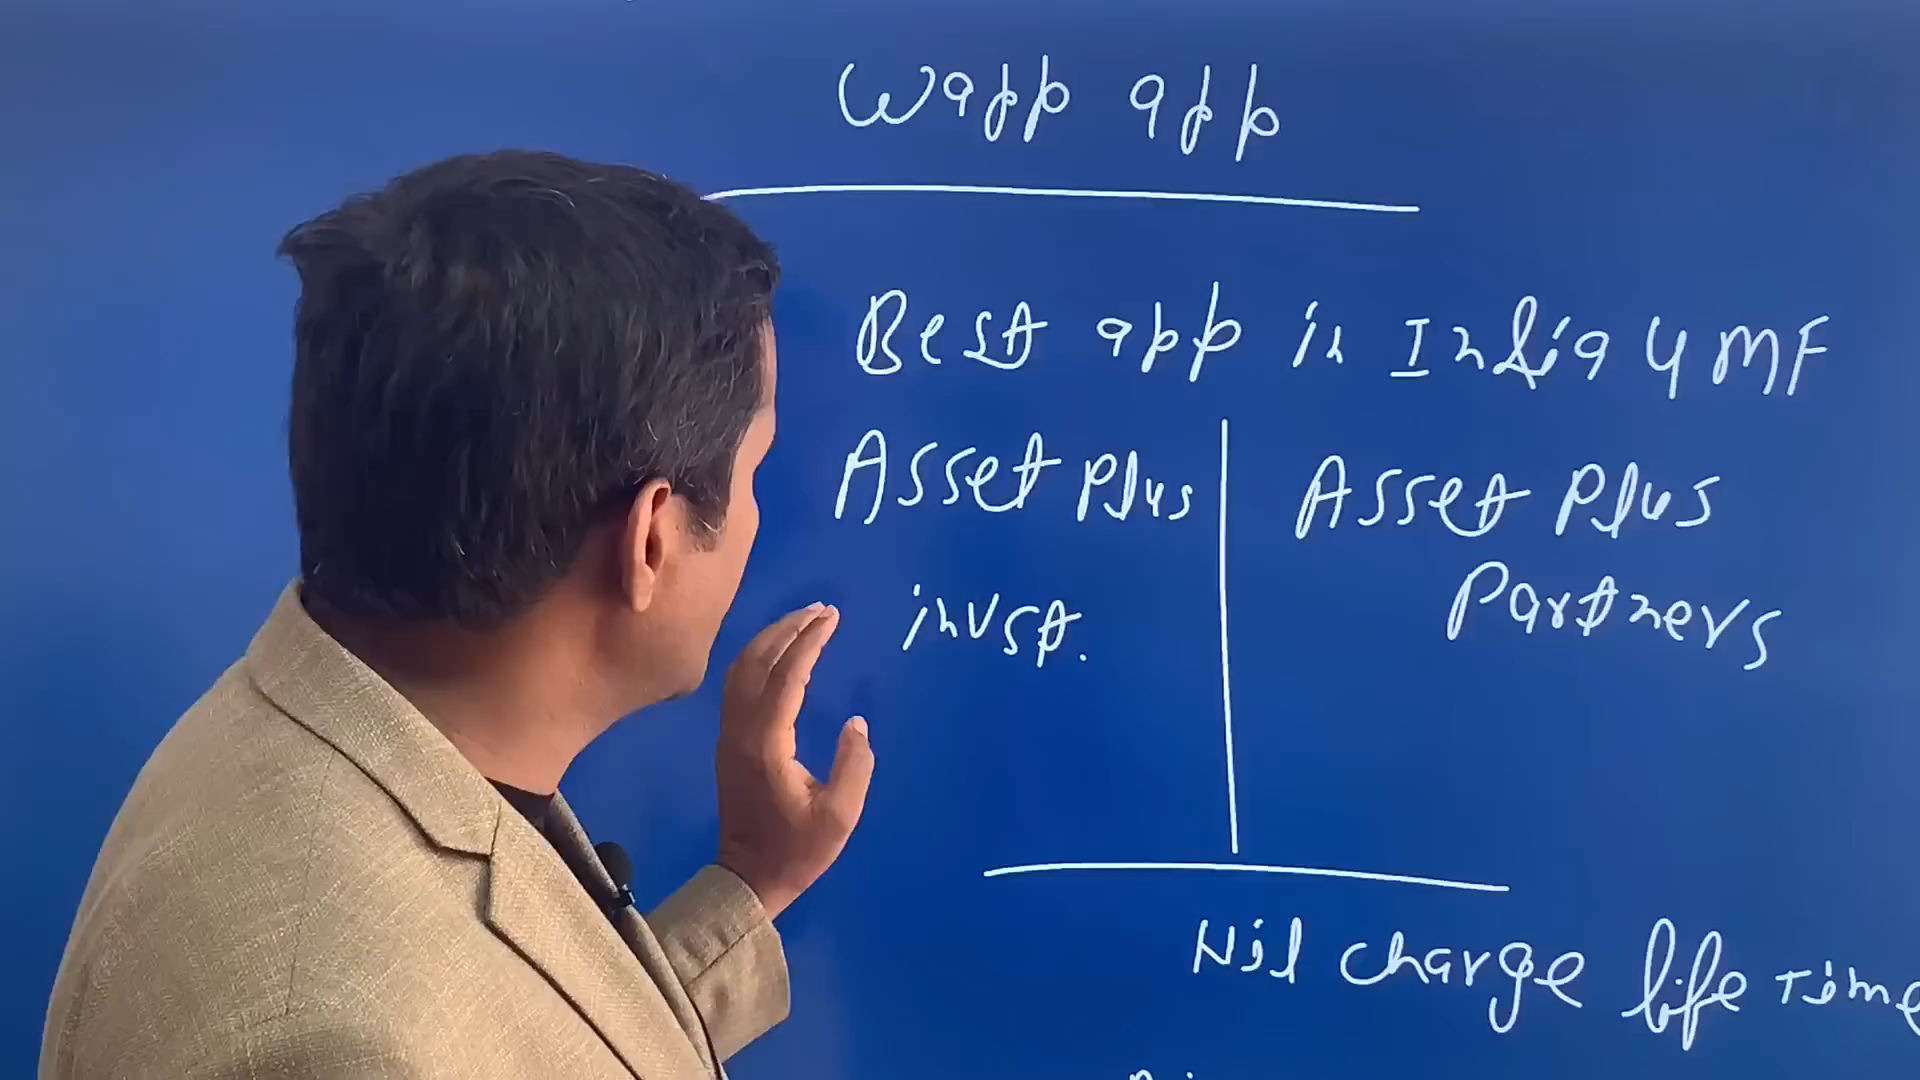 Wapp app
Best app in India 4 MF
Asset Plus
invst.
Asset Plus
Partners
Nil charge life Time